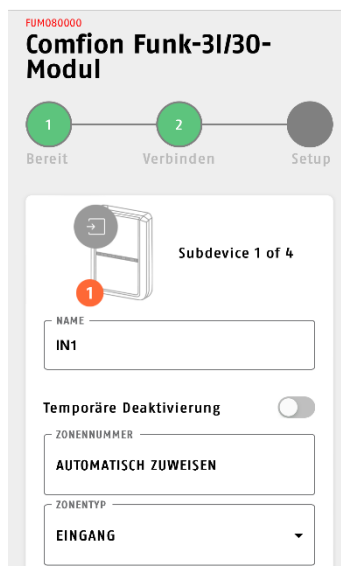 FUM080000
Comfion Funk-3I/30-
Modul
1
2
Bereit
Verbinden
Setup
Subdevice 1 of 4
1
NAME
IN1
Temporäre Deaktivierung
ZONENNUMMER
AUTOMATISCH ZUWEISEN
ZONENTYP
EINGANG